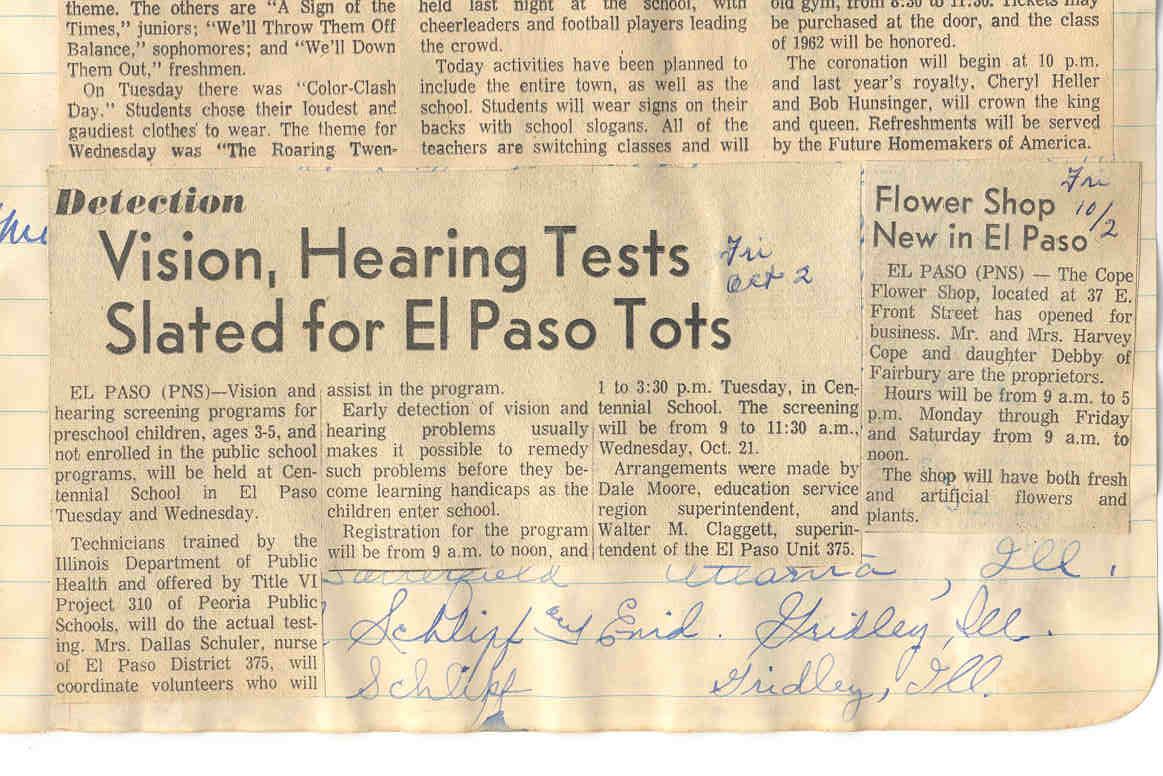 theme. The others are "A Sign of the
Times," juniors; "We'll Throw Them Off
Balance," sophomores; and "We'll Down
Them Out," freshmen.
On Tuesday there was "Color-Clash
Day." Students chose their loudest and
gaudiest clothes to wear. The theme for
Wednesday was "The Roaring Twen-
held last night at the school, with
cheerleaders and football players leading
the crowd.
Today activities have been planned to
include the entire town, as well as the
school. Students will wear signs on their
backs with school slogans. All of the
teachers are switching classes and will
old gym, from 8:30 to 11:30. Tickets may
be purchased at the door, and the class
of 1962 will be honored.
The coronation will begin at 10 p.m.
and last year's royalty, Cheryl Heller
and Bob Hunsinger, will crown the king
and queen. Refreshments will be served
by the Future Homemakers of America.
Detection
Vision, Hearing Tests
Slated for El Paso Tots
Fri
Oct 2
EL PASO (PNS)—Vision and
hearing screening programs for
preschool children, ages 3-5, and
not enrolled in the public school
programs, will be held at Cen-
tennial School in El Paso
Tuesday and Wednesday.
Technicians trained by the
Illinois Department of Public
Health and offered by Title VI
Project 310 of Peoria Public
Schools, will do the actual test-
ing. Mrs. Dallas Schuler, nurse
of El Paso District 375, will
coordinate volunteers who will
assist in the program.
Early detection of vision and
hearing problems usually
makes it possible to remedy
such problems before they be-
come learning handicaps as the
children enter school.
Registration for the program
will be from 9 a.m. to noon, and
1 to 3:30 p.m. Tuesday, in Cen-
tennial School. The screening
will be from 9 to 11:30 a.m.,
Wednesday, Oct. 21.
Arrangements were made by
Dale Moore, education service
region superintendent, and
Walter M. Claggett, superin-
tendent of the El Paso Unit 375.
Flower Shop
New in El Paso
Fri
10/2
EL PASO (PNS) — The Cope
Flower Shop, located at 37 E.
Front Street has opened for
business. Mr. and Mrs. Harvey
Cope and daughter Debby of
Fairbury are the proprietors.
Hours will be from 9 a.m. to 5
p.m. Monday through Friday
and Saturday from 9 a.m. to
noon.
The shop will have both fresh
and artificial flowers and
plants.
Ill.
Schlipf and Enid. Gridley, Ill.
Schlipf Gridley, Ill.